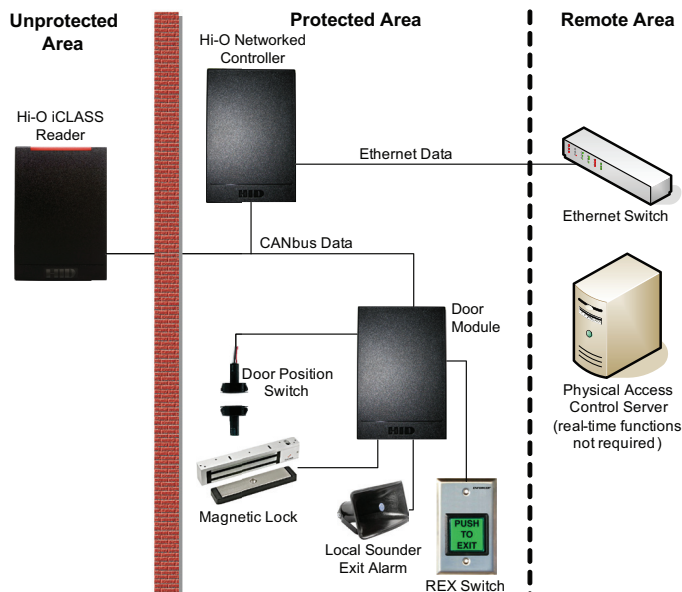 Unprotected
Area
Protected Area
Remote Area
Hi-O Networked
Controller
Hi-O iCLASS
Reader
Ethernet Data
HID
Ethernet Switch
CANbus Data
Door
Module
Door Position
Switch
Physical Access
Control Server
(real-time functions
not required)
HID
Magnetic Lock
PUSH
TO
EXIT
Local Sounder
Exit Alarm
REX Switch